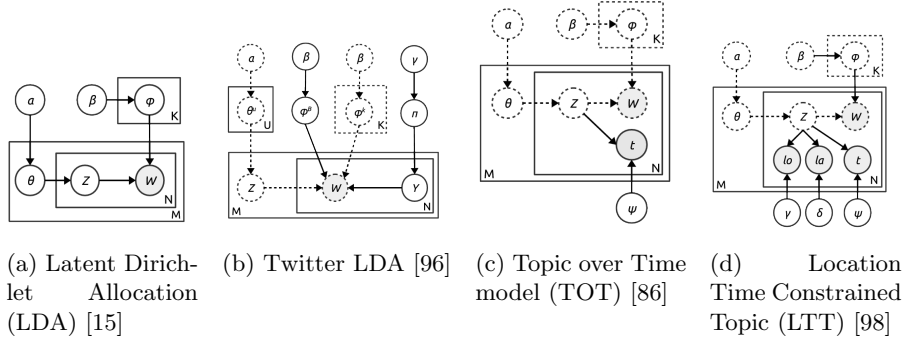 α
β
φ
K
θ
Z
W
N
M
α
β
β
γ
θᵘ
U
φᴮ
φᵏ
K
π
Z
W
Y
N
M
α
β
φ
K
θ
Z
W
t
N
M
ψ
α
β
φ
K
θ
Z
W
lo
la
t
N
M
γ
δ
ψ
(a) Latent Dirich-
let Allocation
(LDA) [15]
(b) Twitter LDA [96]
(c) Topic over Time
model (TOT) [86]
(d) Location
Time Constrained
Topic (LTT) [98]